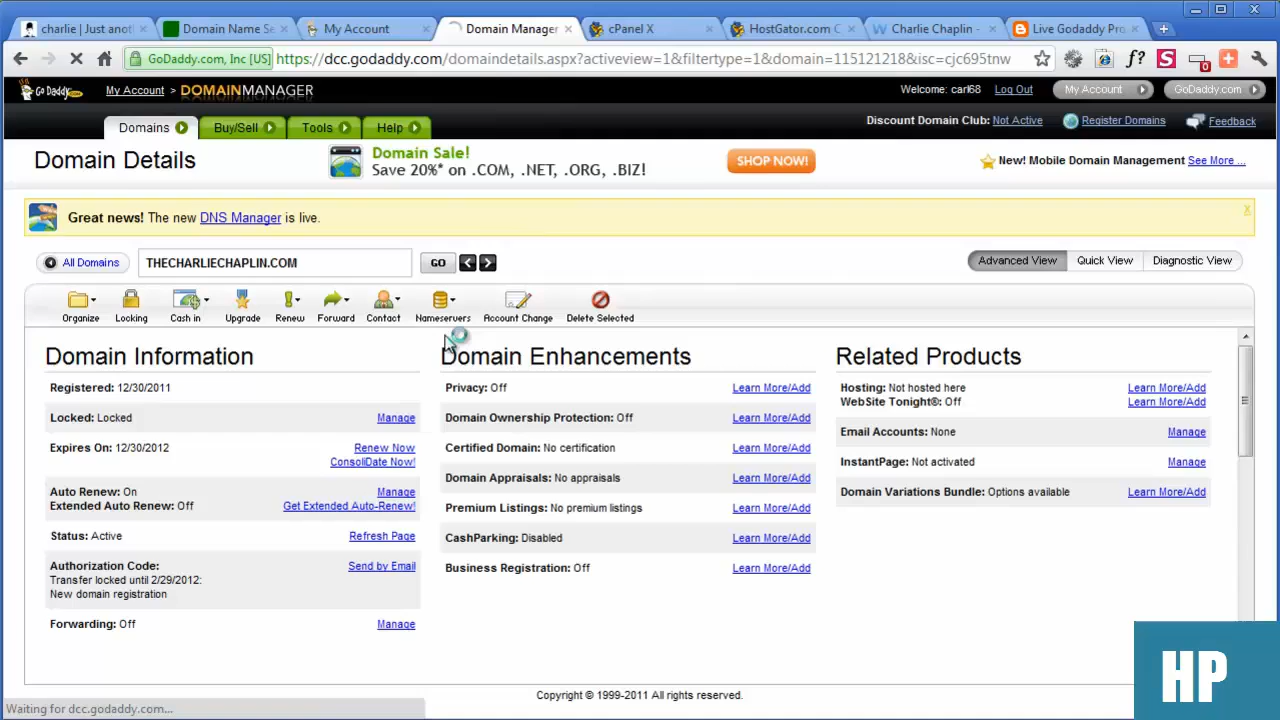 charlie | Just anot
Domain Name Se
My Account
Domain Manager
cPanel X
HostGator.com C
Charlie Chaplin -
Live Godaddy Pro
GoDaddy.com, Inc [US]
https://dcc.godaddy.com/domaindetails.aspx?activeview=1&filtertype=1&domain=115121218&isc=cjc695tnw
f?
S
0
Go Daddy.com
My Account > DOMAINMANAGER
Welcome: carl68
Log Out
My Account
GoDaddy.com
Domains
Buy/Sell
Tools
Help
Discount Domain Club: Not Active
Register Domains
Feedback
Domain Details
Domain Sale!
Save 20%* on .COM, .NET, .ORG, .BIZ!
SHOP NOW!
New! Mobile Domain Management See More ...
Great news! The new DNS Manager is live.
x
All Domains
THECHARLIECHAPLIN.COM
GO
Advanced View
Quick View
Diagnostic View
Organize
Locking
Cash in
Upgrade
Renew
Forward
Contact
Nameservers
Account Change
Delete Selected
Domain Information
Registered: 12/30/2011
Locked: Locked
Manage
Expires On: 12/30/2012
Renew Now
ConsoliDate Now!
Auto Renew: On
Manage
Extended Auto Renew: Off
Get Extended Auto-Renew!
Status: Active
Refresh Page
Authorization Code:
Send by Email
Transfer locked until 2/29/2012:
New domain registration
Forwarding: Off
Manage
Domain Enhancements
Privacy: Off
Learn More/Add
Domain Ownership Protection: Off
Learn More/Add
Certified Domain: No certification
Learn More/Add
Domain Appraisals: No appraisals
Learn More/Add
Premium Listings: No premium listings
Learn More/Add
CashParking: Disabled
Learn More/Add
Business Registration: Off
Learn More/Add
Related Products
Hosting: Not hosted here
Learn More/Add
WebSite Tonight®: Off
Learn More/Add
Email Accounts: None
Manage
InstantPage: Not activated
Manage
Domain Variations Bundle: Options available
Learn More/Add
Copyright © 1999-2011 All rights reserved.
Waiting for dcc.godaddy.com...
HP